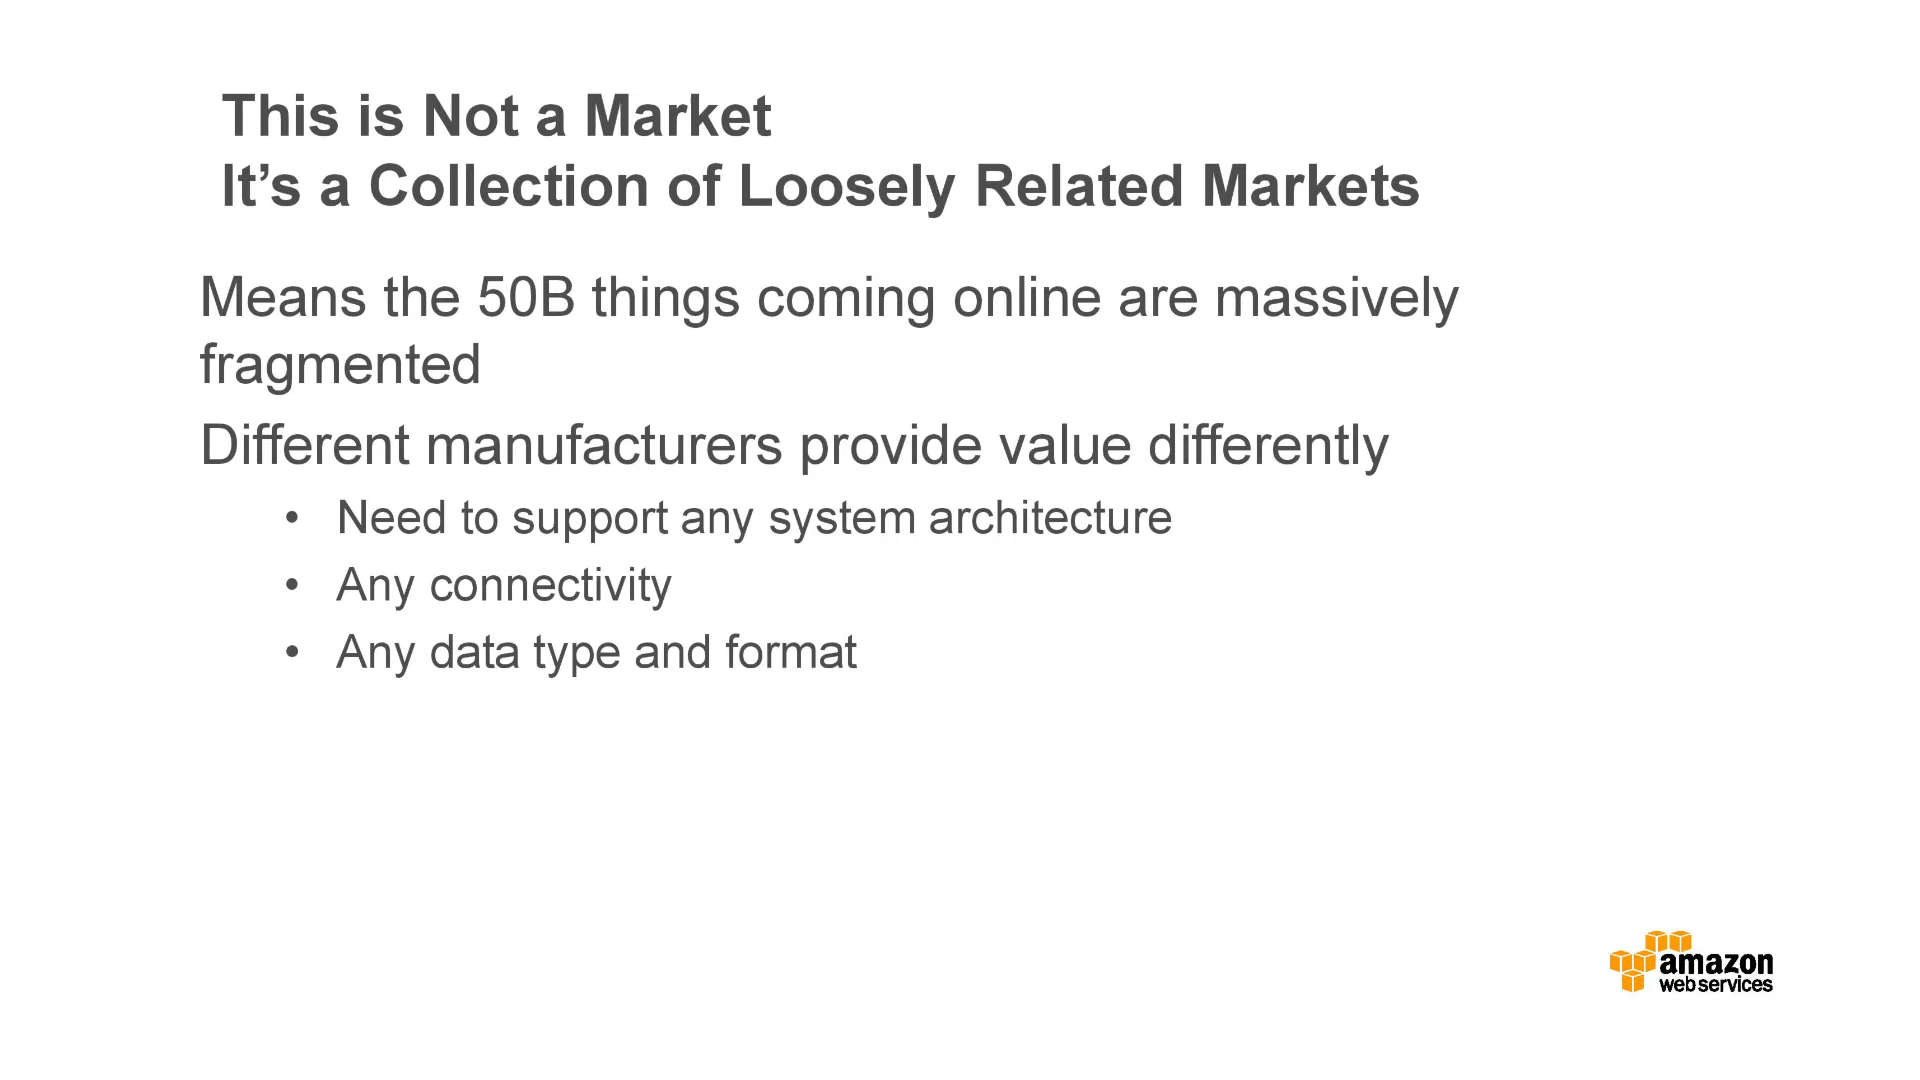 This is Not a Market
It’s a Collection of Loosely Related Markets
Means the 50B things coming online are massively
fragmented
Different manufacturers provide value differently
• Need to support any system architecture
• Any connectivity
• Any data type and format
amazon
web services